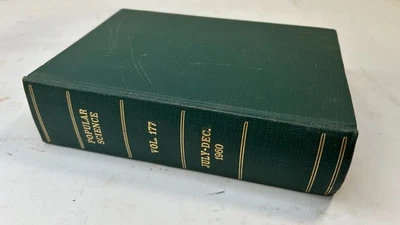 POPULAR
SCIENCE
VOL. 177
JULY-DEC.
1960